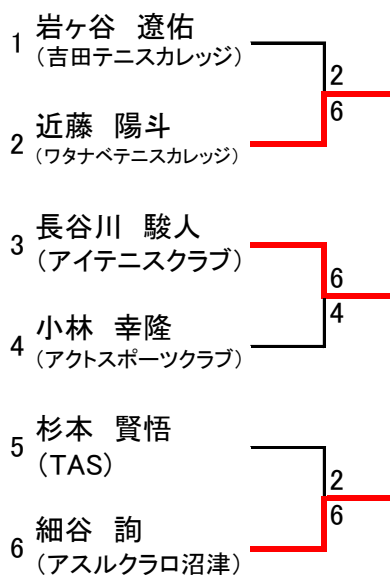 1 岩ヶ谷 遼佑
(吉田テニスカレッジ)
2
6
2 近藤 陽斗
(ワタナベテニスカレッジ)
3 長谷川 駿人
(アイテニスクラブ)
6
4
4 小林 幸隆
(アクトスポーツクラブ)
5 杉本 賢悟
(TAS)
2
6
6 細谷 詢
(アスルクラロ沼津)